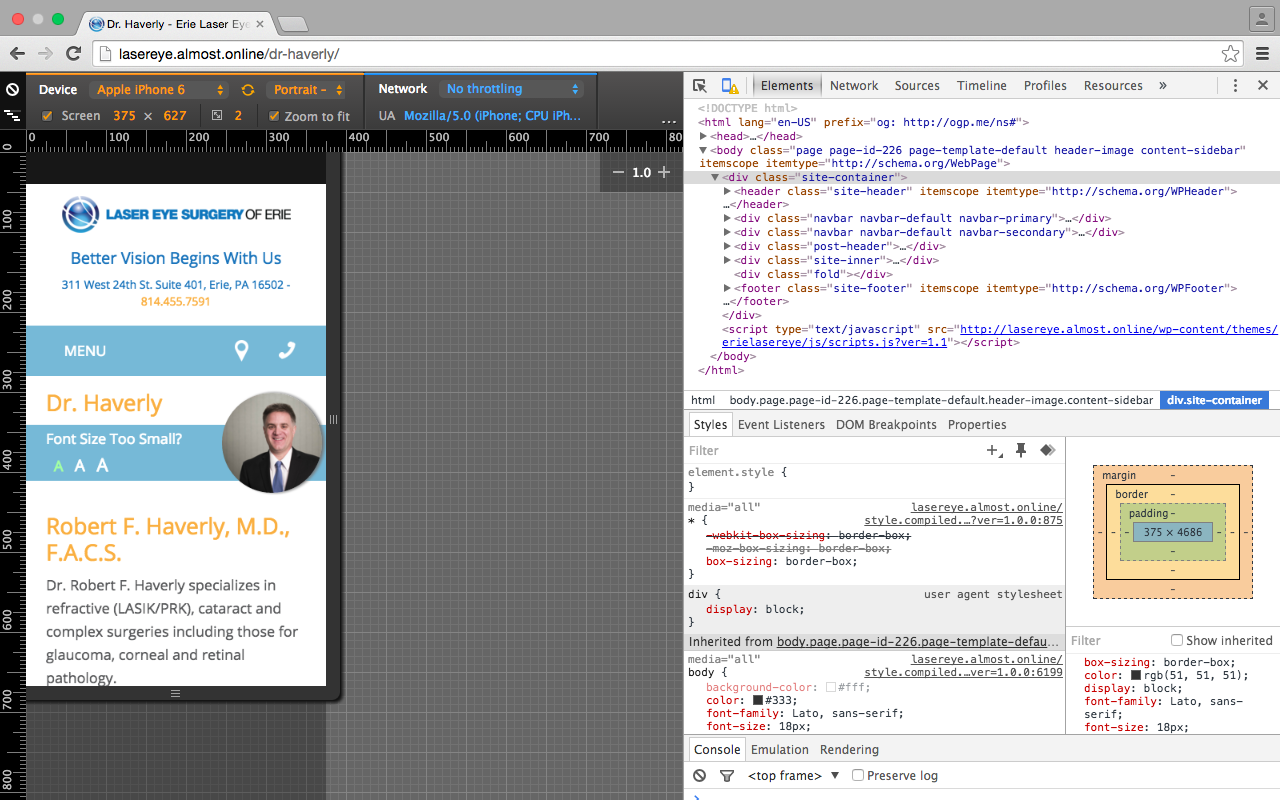 Dr. Haverly - Erie Laser Eye
lasereye.almost.online/dr-haverly/
Device Apple iPhone 6 Portrait -
Screen 375 × 627 2 Zoom to fit
Network No throttling
UA Mozilla/5.0 (iPhone; CPU iPh...
...
0 100 200 300 400 500 600 700 80
0
100
200
300
400
500
600
700
800
1.0
LASER EYE SURGERY OF ERIE
Better Vision Begins With Us
311 West 24th St. Suite 401, Erie, PA 16502 -
814.455.7591
MENU
Dr. Haverly
Font Size Too Small?
A A A
Robert F. Haverly, M.D.,
F.A.C.S.
Dr. Robert F. Haverly specializes in
refractive (LASIK/PRK), cataract and
complex surgeries including those for
glaucoma, corneal and retinal
pathology.
Elements Network Sources Timeline Profiles Resources »
<!DOCTYPE html>
<html lang="en-US" prefix="og: http://ogp.me/ns#">
<head>…</head>
<body class="page page-id-226 page-template-default header-image content-sidebar"
itemscope itemtype="http://schema.org/WebPage">
<div class="site-container">
<header class="site-header" itemscope itemtype="http://schema.org/WPHeader">
…</header>
<div class="navbar navbar-default navbar-primary">…</div>
<div class="navbar navbar-default navbar-secondary">…</div>
<div class="post-header">…</div>
<div class="site-inner">…</div>
<div class="fold"></div>
<footer class="site-footer" itemscope itemtype="http://schema.org/WPFooter">
…</footer>
</div>
<script type="text/javascript" src="http://lasereye.almost.online/wp-content/themes/
erielasereye/js/scripts.js?ver=1.1"></script>
</body>
</html>
html body.page.page-id-226.page-template-default.header-image.content-sidebar div.site-container
Styles Event Listeners DOM Breakpoints Properties
Filter
element.style {
}
media="all" lasereye.almost.online/
* { style.compiled.…?ver=1.0.0:875
-webkit-box-sizing: border-box;
-moz-box-sizing: border-box;
box-sizing: border-box;
}
div { user agent stylesheet
display: block;
}
Inherited from body.page.page-id-226.page-template-defau…
media="all" lasereye.almost.online/
body { style.compiled.…ver=1.0.0:6199
background-color: #fff;
color: #333;
font-family: Lato, sans-serif;
font-size: 18px;
margin -
border -
padding -
- - - 375 × 4686 - - -
-
-
-
Filter Show inherited
box-sizing: border-box;
color: rgb(51, 51, 51);
display: block;
font-family: Lato, sans-
serif;
font-size: 18px;
Console Emulation Rendering
<top frame> ▼ Preserve log